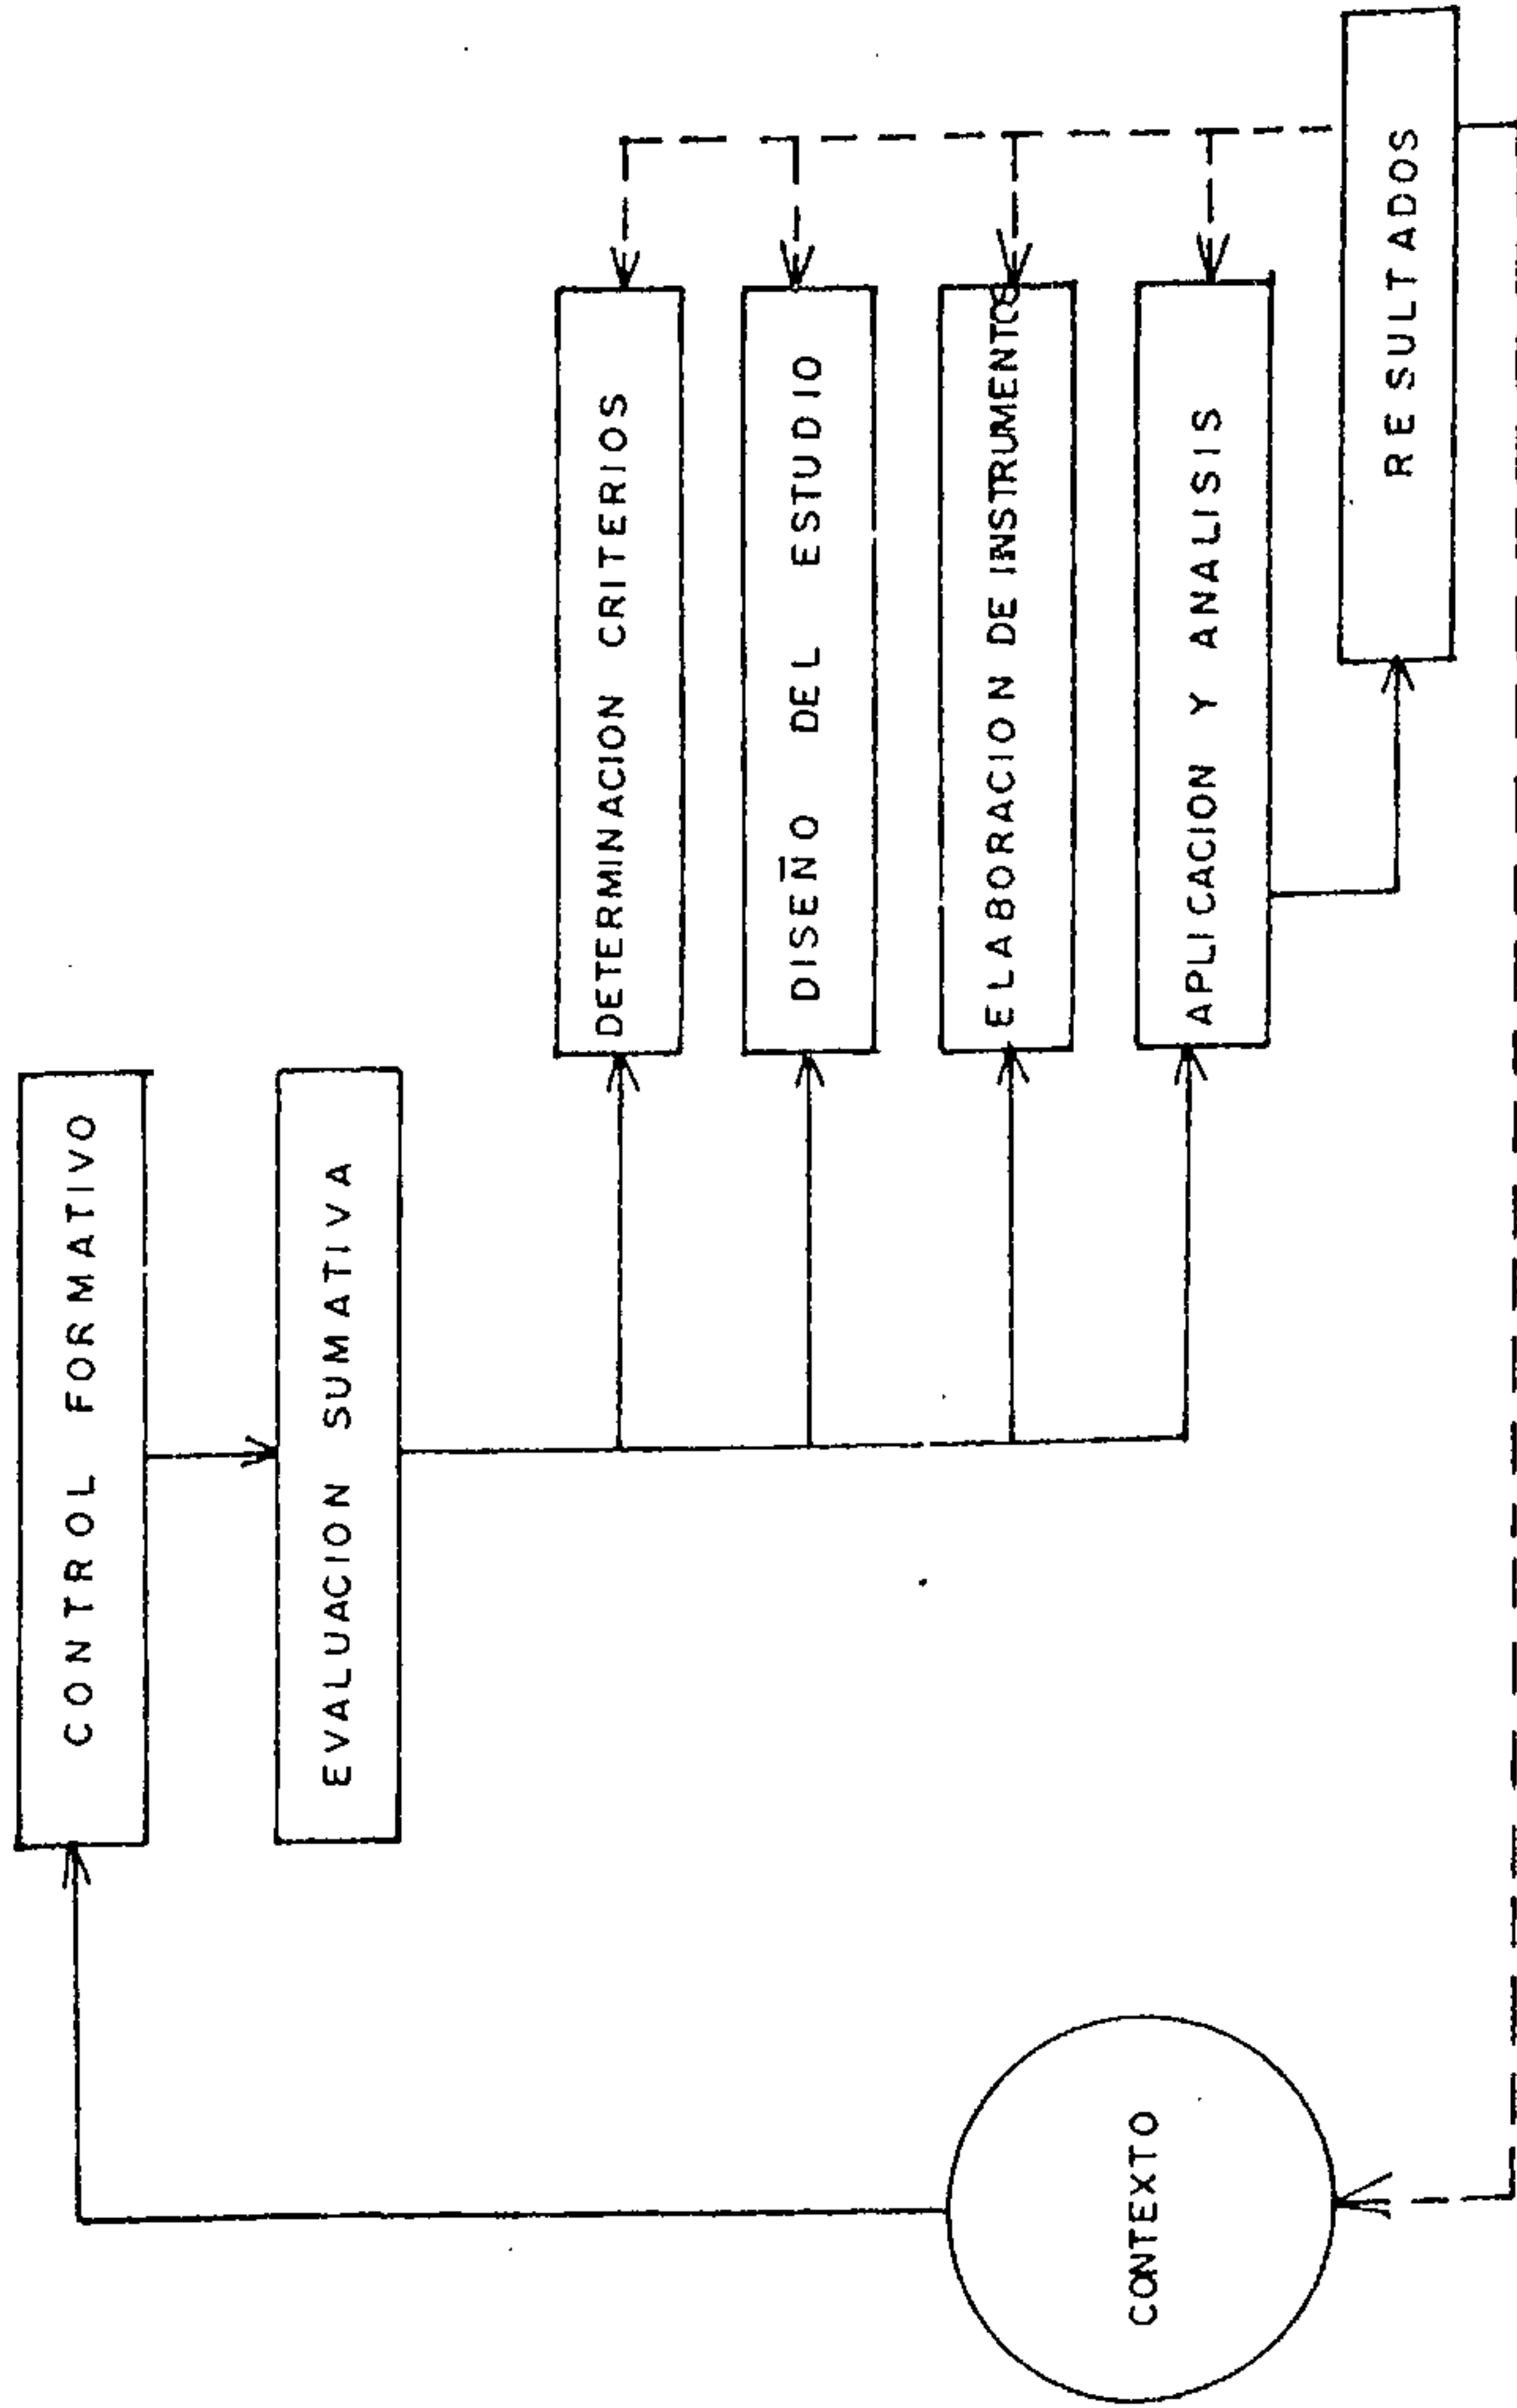 CONTROL FORMATIVO
EVALUACION SUMATIVA
DETERMINACION CRITERIOS
DISEÑO DEL ESTUDIO
ELABORACION DE INSTRUMENTOS
APLICACION Y ANALISIS
RESULTADOS
CONTEXTO